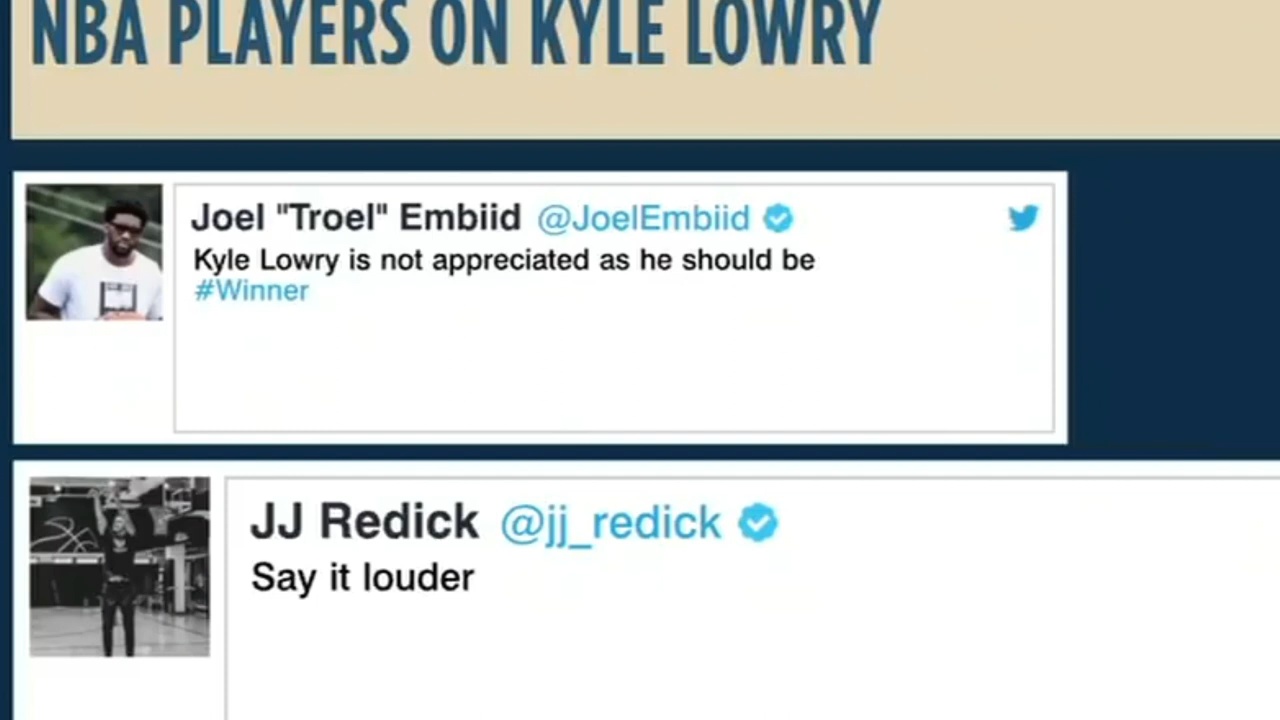 NBA PLAYERS ON KYLE LOWRY
Joel "Troel" Embiid @JoelEmbiid
Kyle Lowry is not appreciated as he should be
#Winner
JJ Redick @jj_redick
Say it louder